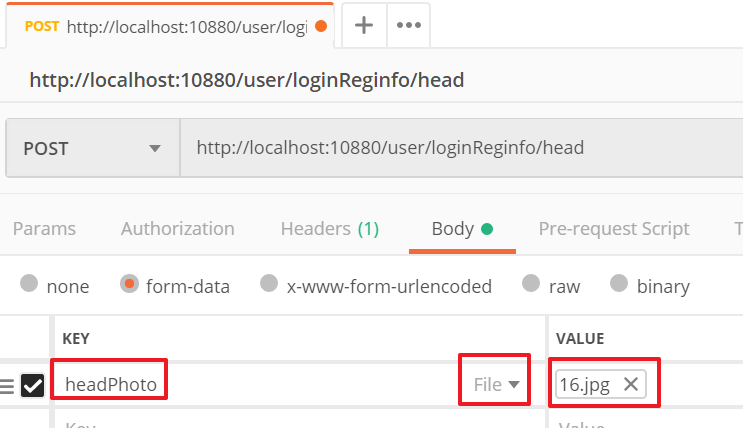 POST http://localhost:10880/user/logi
http://localhost:10880/user/loginReginfo/head
POST http://localhost:10880/user/loginReginfo/head
Params Authorization Headers (1) Body Pre-request Script T
none form-data x-www-form-urlencoded raw binary
KEY VALUE
headPhoto File 16.jpg
Key Value